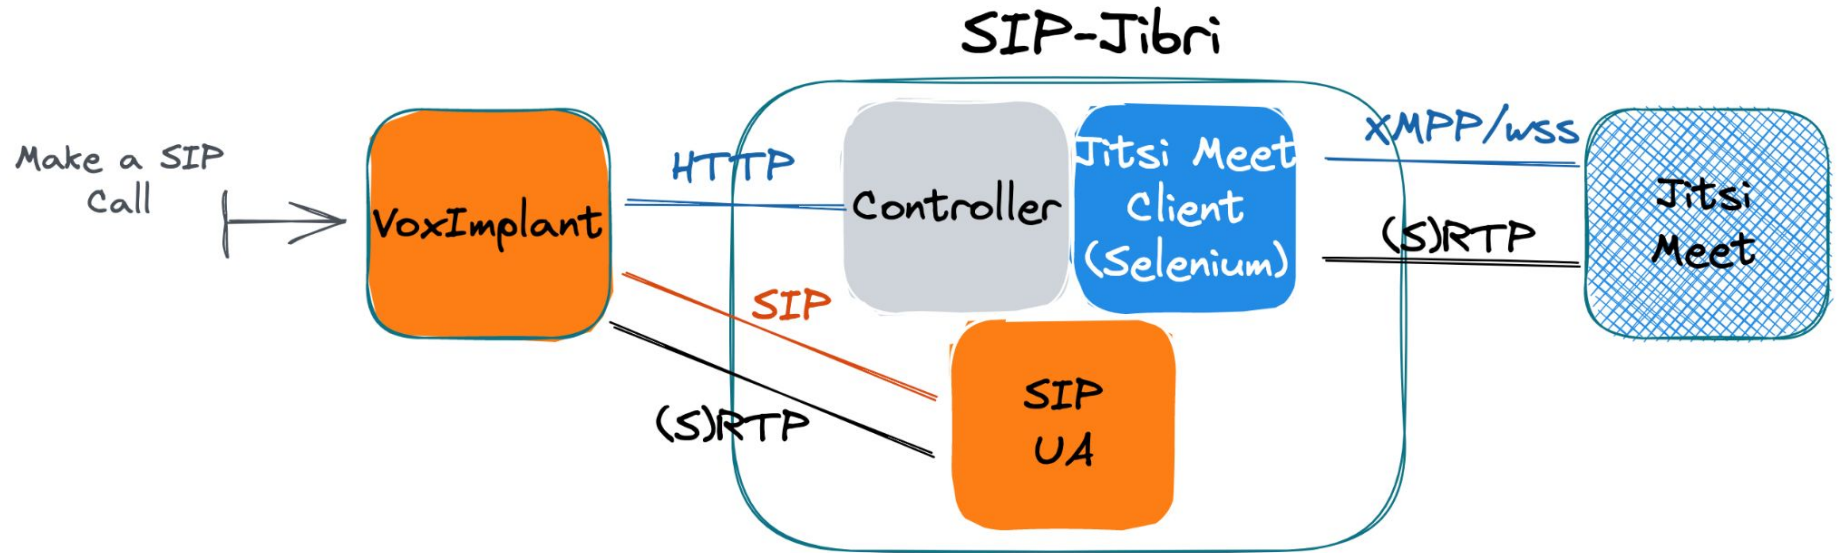 SIP-Jibri
Make a SIP
Call
VoxImplant
HTTP
SIP
(S)RTP
Controller
Jitsi Meet
Client
(Selenium)
SIP
UA
XMPP/wss
(S)RTP
Jitsi
Meet